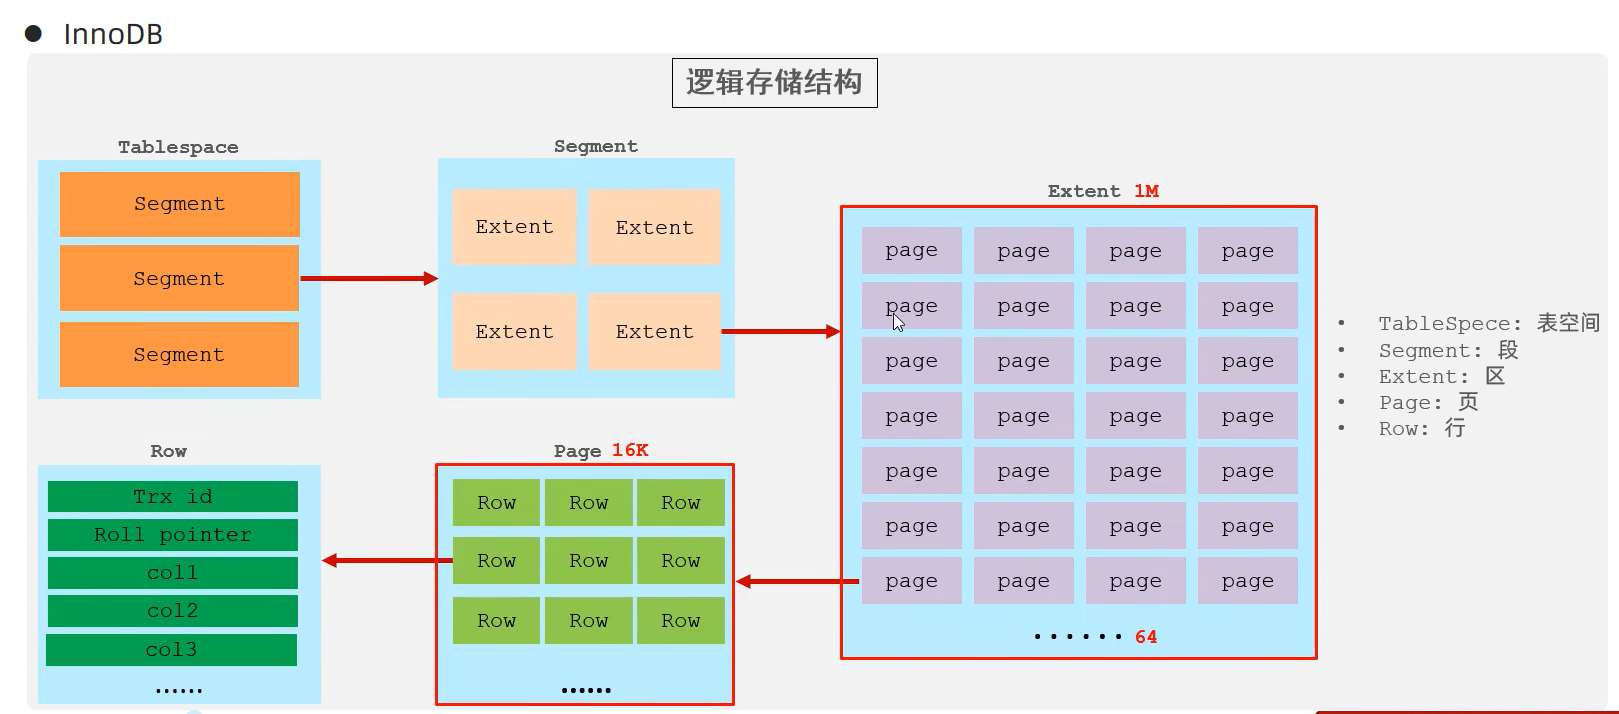 ● InnoDB
逻辑存储结构
Tablespace
Segment
Segment
Segment
Segment
Extent Extent
Extent Extent
Extent 1M
page page page page
page page page page
page page page page
page page page page
page page page page
page page page page
page page page page
······ 64
Page 16K
Row Row Row
Row Row Row
Row Row Row
......
Row
Trx id
Roll pointer
col1
col2
col3
......
• TableSpece: 表空间
• Segment: 段
• Extent: 区
• Page: 页
• Row: 行